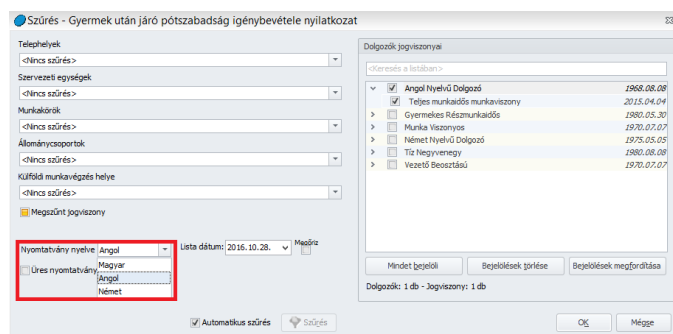 Szűrés - Gyermek után járó pótszabadság igénybevétele nyilatkozat
Telephelyek
<Nincs szűrés>
Szervezeti egységek
<Nincs szűrés>
Munkakörök
<Nincs szűrés>
Állománycsoportok
<Nincs szűrés>
Külföldi munkavégzés helye
<Nincs szűrés>
Megszűnt jogviszony
Nyomtatvány nyelve Angol
Magyar
Angol
Német
Üres nyomtatvány
Lista dátum: 2016.10.28.
Megőriz
Automatikus szűrés
Szűrés
Dolgozók jogviszonyai
<Keresés a listában>
Angol Nyelvű Dolgozó 1968.08.08
Teljes munkaidős munkaviszony 2015.04.04
Gyermekes Részmunkaidős 1980.05.30
Munka Viszonyos 1970.07.07
Német Nyelvű Dolgozó 1975.05.05
Tíz Negyvenegy 1980.08.08
Vezető Beosztású 1970.07.07
Mindet bejelöli
Bejelölések törlése
Bejelölések megfordítása
Dolgozók: 1 db - Jogviszony: 1 db
OK
Mégse